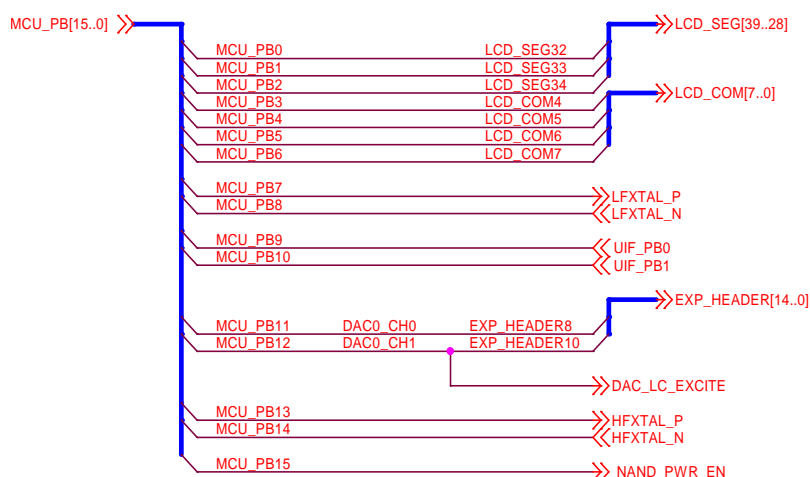 MCU_PB[15..0] LCD_SEG[39..28]
MCU_PB0 LCD_SEG32
MCU_PB1 LCD_SEG33
MCU_PB2 LCD_SEG34
LCD_COM[7..0]
MCU_PB3 LCD_COM4
MCU_PB4 LCD_COM5
MCU_PB5 LCD_COM6
MCU_PB6 LCD_COM7
MCU_PB7 LFXTAL_P
MCU_PB8 LFXTAL_N
MCU_PB9 UIF_PB0
MCU_PB10 UIF_PB1
EXP_HEADER[14..0]
MCU_PB11 DAC0_CH0 EXP_HEADER8
MCU_PB12 DAC0_CH1 EXP_HEADER10
DAC_LC_EXCITE
MCU_PB13 HFXTAL_P
MCU_PB14 HFXTAL_N
MCU_PB15 NAND_PWR_EN